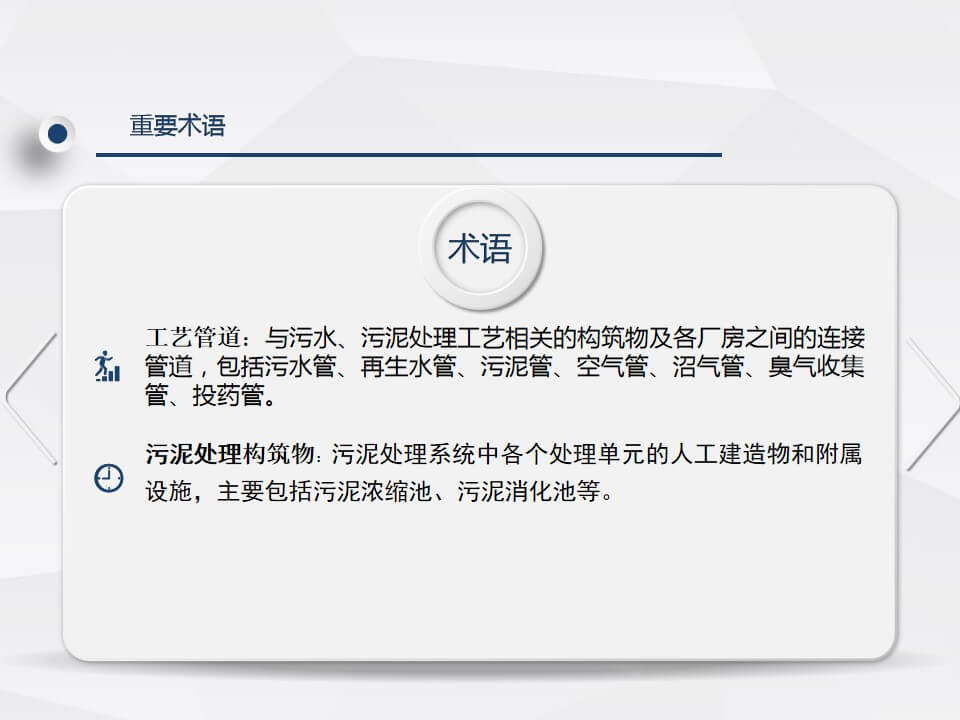 重要术语
术语
工艺管道：与污水、污泥处理工艺相关的构筑物及各厂房之间的连接
管道，包括污水管、再生水管、污泥管、空气管、沼气管、臭气收集
管、投药管。
污泥处理构筑物: 污泥处理系统中各个处理单元的人工建造物和附属
设施，主要包括污泥浓缩池、污泥消化池等。